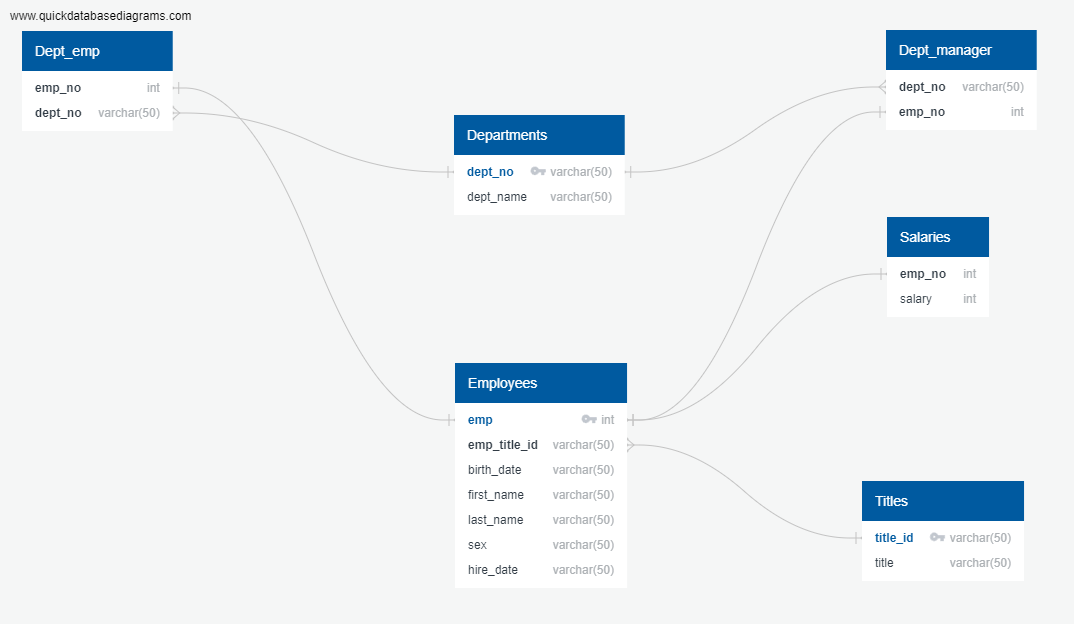 www.quickdatabasediagrams.com
Dept_emp
emp_no int
dept_no varchar(50)
Departments
dept_no varchar(50)
dept_name varchar(50)
Dept_manager
dept_no varchar(50)
emp_no int
Salaries
emp_no int
salary int
Employees
emp int
emp_title_id varchar(50)
birth_date varchar(50)
first_name varchar(50)
last_name varchar(50)
sex varchar(50)
hire_date varchar(50)
Titles
title_id varchar(50)
title varchar(50)